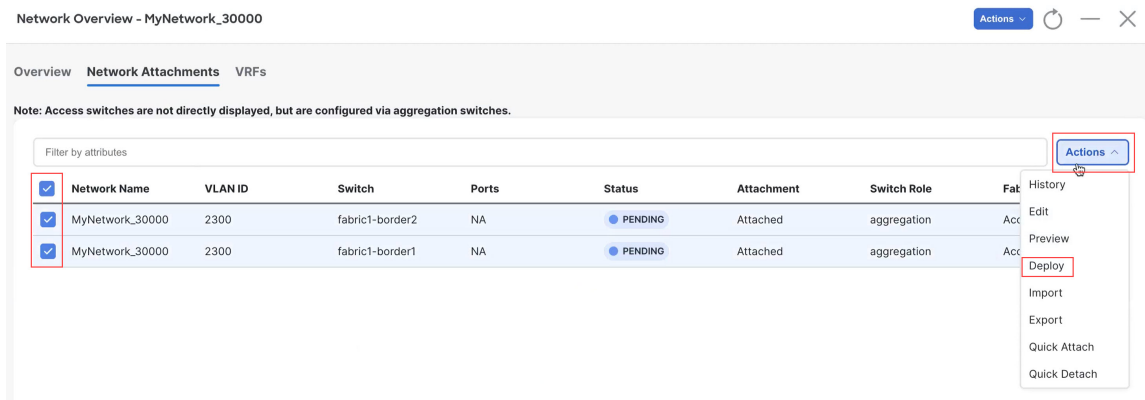 Network Overview - MyNetwork_30000
Actions
Overview Network Attachments VRFs
Note: Access switches are not directly displayed, but are configured via aggregation switches.
Filter by attributes
Actions
Network Name VLAN ID Switch Ports Status Attachment Switch Role Fab
MyNetwork_30000 2300 fabric1-border2 NA PENDING Attached aggregation Acc
MyNetwork_30000 2300 fabric1-border1 NA PENDING Attached aggregation Acc
History
Edit
Preview
Deploy
Import
Export
Quick Attach
Quick Detach